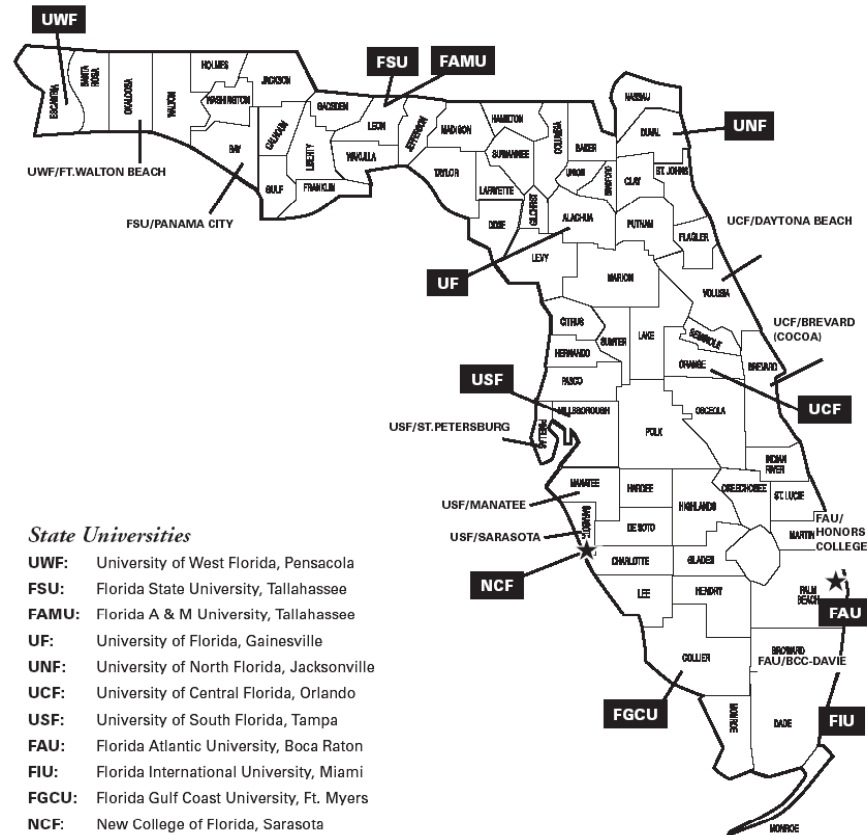 UWF
FSU
FAMU
HOLMES
JACKSON
NASSAU
ESCAMBIA
SANTA
ROSA
OKALOOSA
WALTON
WASHINGTON
GADSDEN
LEON
JEFFERSON
MADISON
HAMILTON
COLUMBIA
BAKER
DUVAL
UNF
BAY
CALHOUN
LIBERTY
WAKULLA
SUWANNEE
UNION
BRADFORD
CLAY
ST. JOHNS
UWF/FT.WALTON BEACH
GULF
FRANKLIN
TAYLOR
LAFAYETTE
GILCHRIST
ALACHUA
PUTNAM
FSU/PANAMA CITY
DIXIE
FLAGLER
UCF/DAYTONA BEACH
LEVY
UF
MARION
VOLUSIA
CITRUS
SUMTER
LAKE
SEMINOLE
UCF/BREVARD
(COCOA)
HERNANDO
ORANGE
BREVARD
USF
PASCO
UCF
HILLSBOROUGH
OSCEOLA
USF/ST.PETERSBURG
PINELLAS
POLK
INDIAN
RIVER
MANATEE
HARDEE
HIGHLANDS
OKEECHOBEE
ST. LUCIE
USF/MANATEE
SARASOTA
DE SOTO
MARTIN
FAU/
HONORS
COLLEGE
USF/SARASOTA
CHARLOTTE
GLADES
NCF
LEE
HENDRY
PALM
BEACH
FAU
COLLIER
BROWARD
FAU/BCC-DAVIE
FGCU
MONROE
DADE
FIU
MONROE
State Universities
UWF: University of West Florida, Pensacola
FSU: Florida State University, Tallahassee
FAMU: Florida A & M University, Tallahassee
UF: University of Florida, Gainesville
UNF: University of North Florida, Jacksonville
UCF: University of Central Florida, Orlando
USF: University of South Florida, Tampa
FAU: Florida Atlantic University, Boca Raton
FIU: Florida International University, Miami
FGCU: Florida Gulf Coast University, Ft. Myers
NCF: New College of Florida, Sarasota